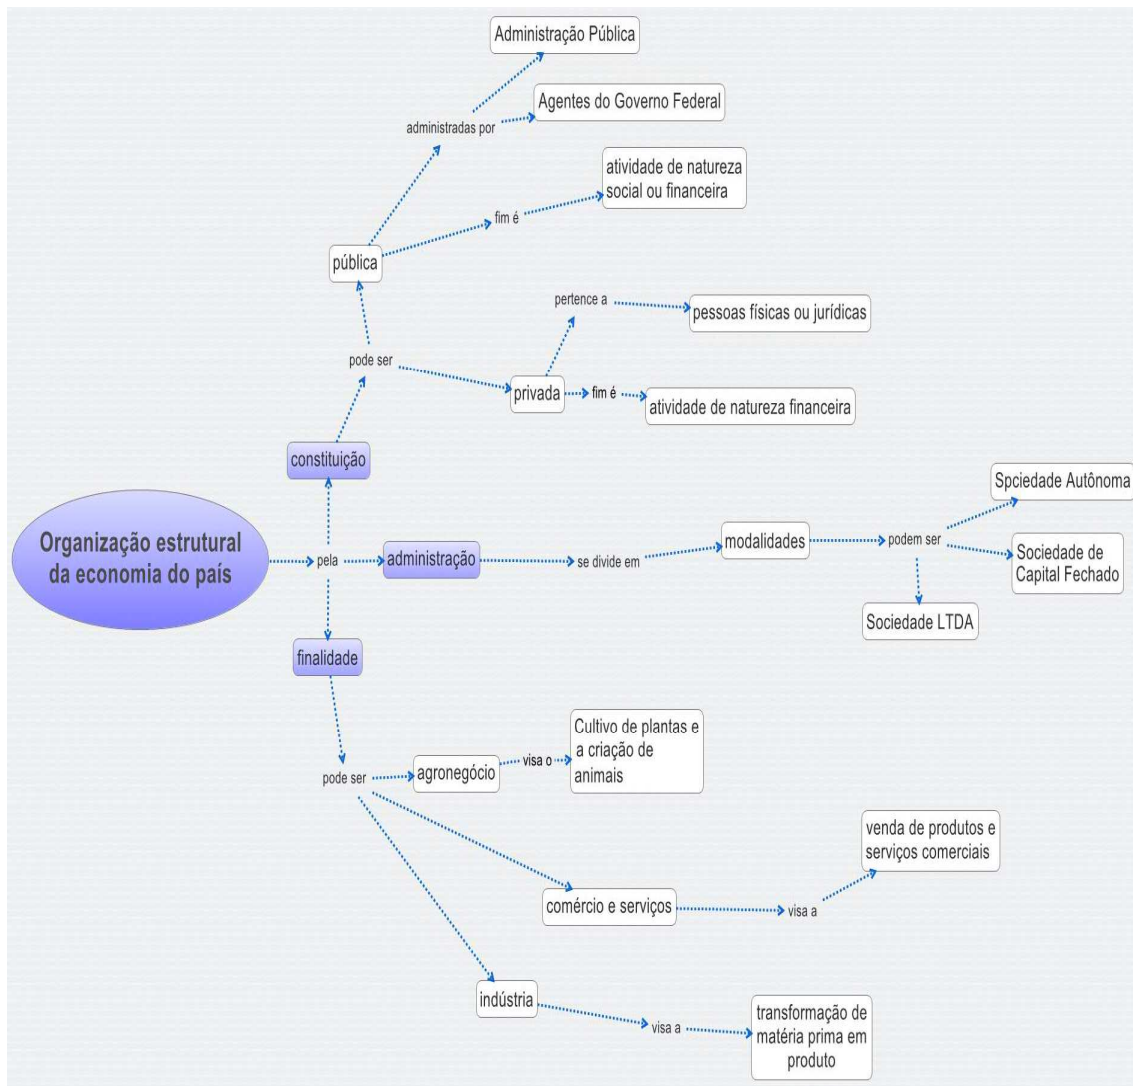 Administração Pública
Agentes do Governo Federal
administradas por
atividade de natureza
social ou financeira
fim é
pública
pertence a
pessoas físicas ou jurídicas
pode ser
privada
fim é
atividade de natureza financeira
constituição
Spciedade Autônoma
Organização estrutural
da economia do país
pela
administração
se divide em
modalidades
podem ser
Sociedade de
Capital Fechado
Sociedade LTDA
finalidade
Cultivo de plantas e
a criação de
animais
pode ser
agronegócio
visa o
venda de produtos e
serviços comerciais
comércio e serviços
visa a
indústria
visa a
transformação de
matéria prima em
produto